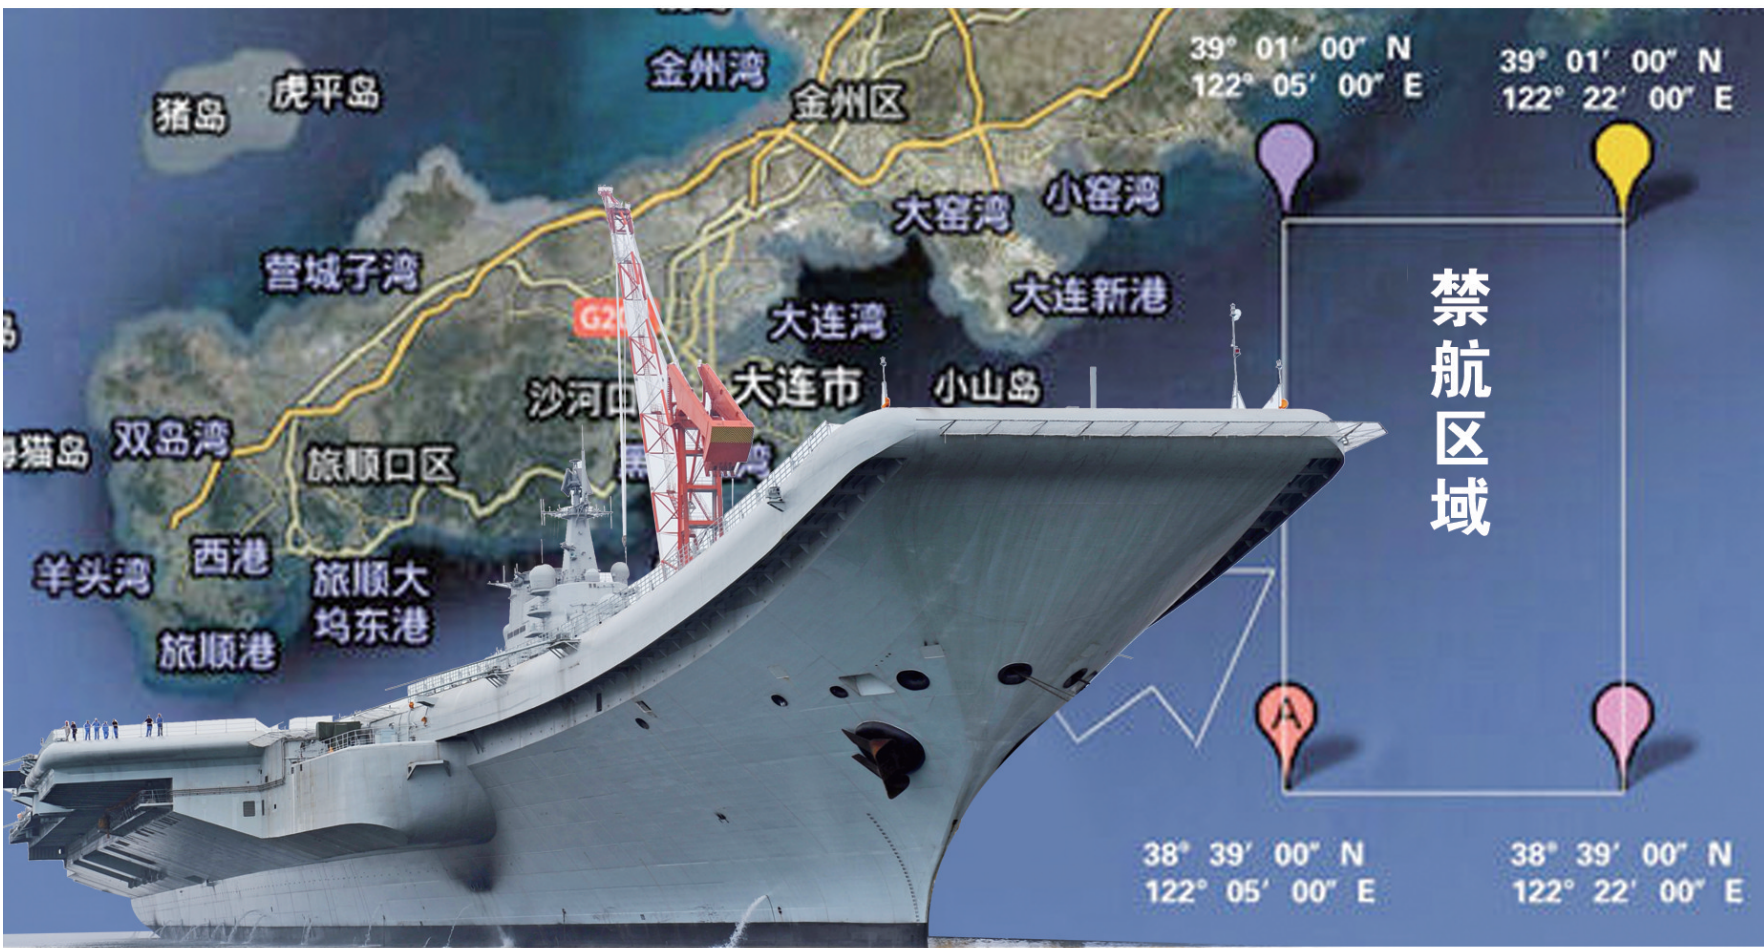 39° 01′ 00″ N
122° 05′ 00″ E
39° 01′ 00″ N
122° 22′ 00″ E
金州湾
虎平岛
猪岛
金州区
小窑湾
大窑湾
营城子湾
大连新港
G20
大连湾
禁航区域
沙河口
大连市
小山岛
猫岛
双岛湾
旅顺口区
湾
羊头湾
西港
旅顺大
坞东港
旅顺港
A
38° 39′ 00″ N
122° 05′ 00″ E
38° 39′ 00″ N
122° 22′ 00″ E